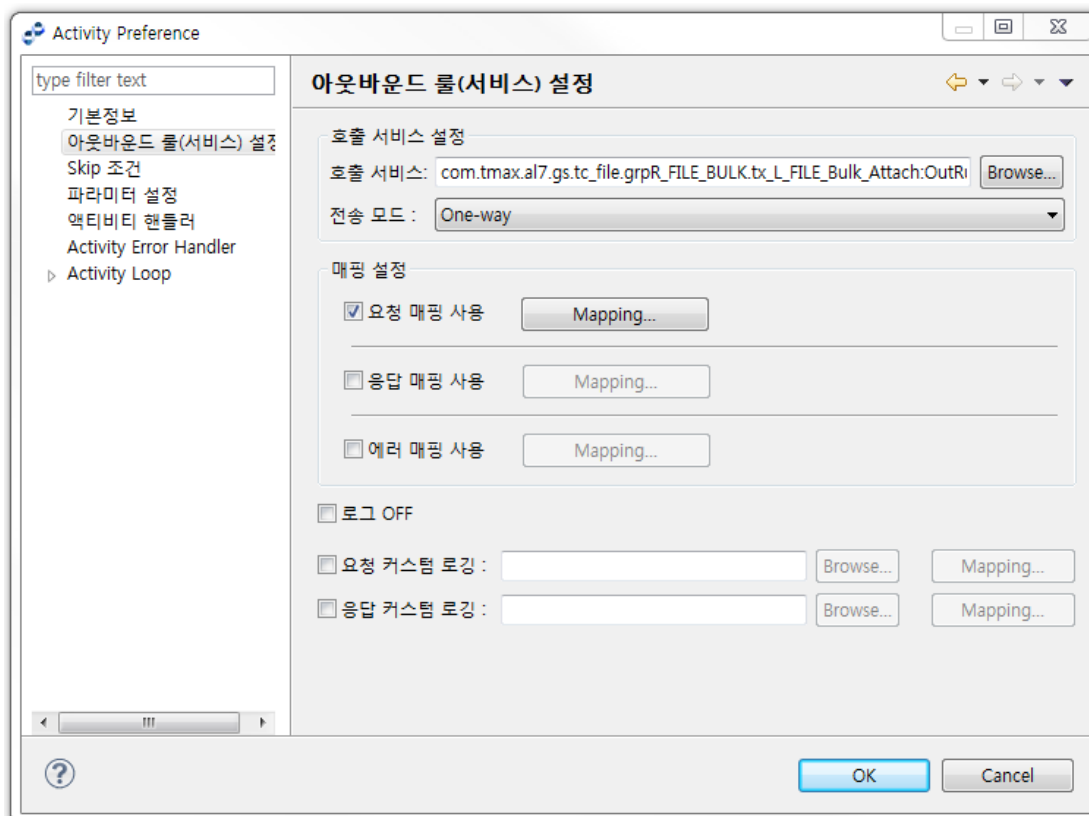 Activity Preference
type filter text
기본정보
아웃바운드 룰(서비스) 설정
Skip 조건
파라미터 설정
액티비티 핸들러
Activity Error Handler
Activity Loop
아웃바운드 룰(서비스) 설정
호출 서비스 설정
호출 서비스: com.tmax.al7.gs.tc_file.grpR_FILE_BULK.tx_L_FILE_Bulk_Attach:OutRu Browse...
전송 모드 : One-way
매핑 설정
요청 매핑 사용 Mapping...
응답 매핑 사용 Mapping...
에러 매핑 사용 Mapping...
로그 OFF
요청 커스텀 로깅 : Browse... Mapping...
응답 커스텀 로깅 : Browse... Mapping...
? OK Cancel